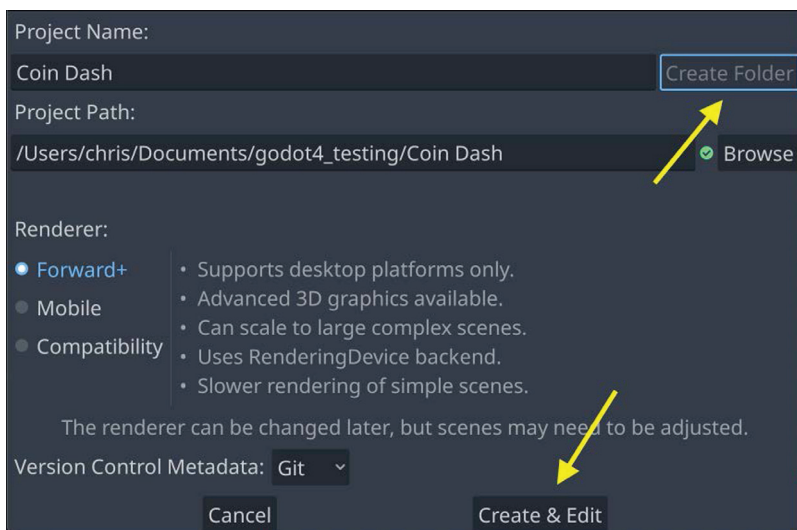 Project Name:
Coin Dash Create Folder
Project Path:
/Users/chris/Documents/godot4_testing/Coin Dash Browse
Renderer:
Forward+
Mobile
Compatibility
• Supports desktop platforms only.
• Advanced 3D graphics available.
• Can scale to large complex scenes.
• Uses RenderingDevice backend.
• Slower rendering of simple scenes.
The renderer can be changed later, but scenes may need to be adjusted.
Version Control Metadata: Git
Cancel Create & Edit